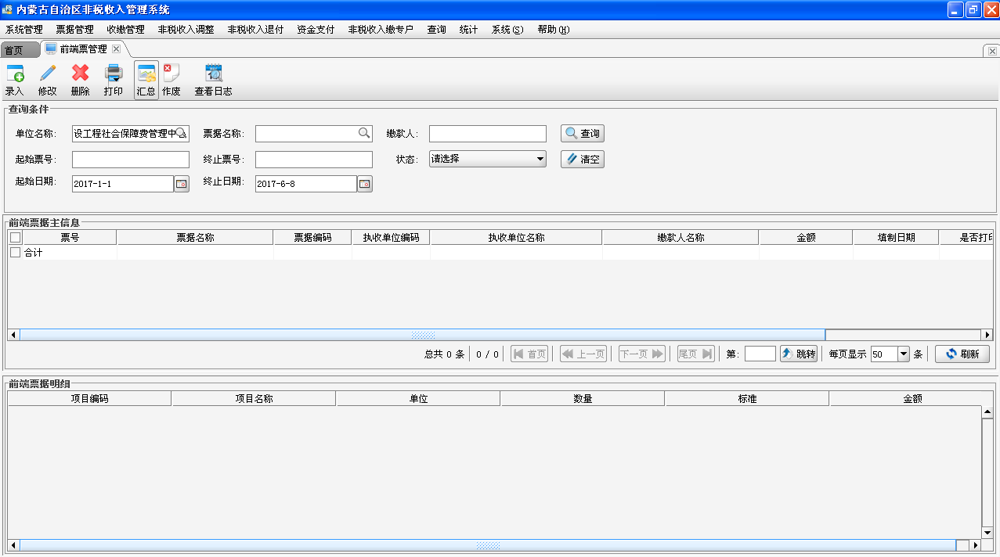 内蒙古自治区非税收入管理系统
系统管理 票据管理 收缴管理 非税收入调整 非税收入退付 资金支付 非税收入缴专户 查询 统计 系统(S) 帮助(H)
首页 前端票管理
录入 修改 删除 打印 汇总 作废 查看日志
查询条件
单位名称: 设工程社会保障费管理中 票据名称: 缴款人: 查询
起始票号: 终止票号: 状态: 请选择 清空
起始日期: 2017-1-1 终止日期: 2017-6-8
前端票据主信息
票号 票据名称 票据编码 执收单位编码 执收单位名称 缴款人名称 金额 填制日期 是否打
合计
总共 0 条 0 / 0 首页 上一页 下一页 尾页 第: 跳转 每页显示 50 条 刷新
前端票据明细
项目编码 项目名称 单位 数量 标准 金额